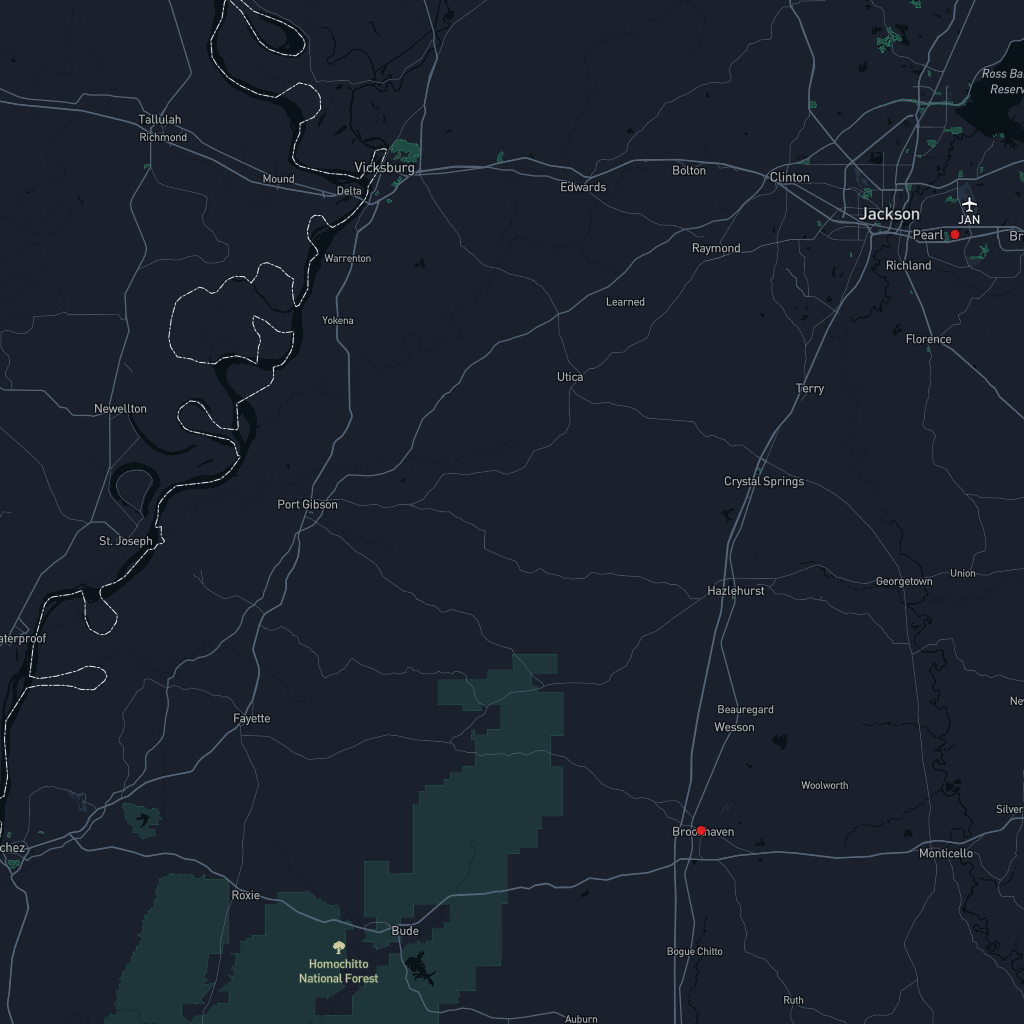 Ross Ba
Reserv
Tallulah
Richmond
Vicksburg
Mound
Delta
Edwards
Bolton
Clinton
Jackson
JAN
Pearl
Br
Raymond
Richland
Warrenton
Learned
Yokena
Florence
Utica
Terry
Newellton
Crystal Springs
Port Gibson
St. Joseph
Georgetown
Union
Hazlehurst
aterproof
Ne
Beauregard
Fayette
Wesson
Woolworth
Silver
Brookhaven
chez
Monticello
Roxie
Bude
Bogue Chitto
Homochitto
National Forest
Ruth
Auburn